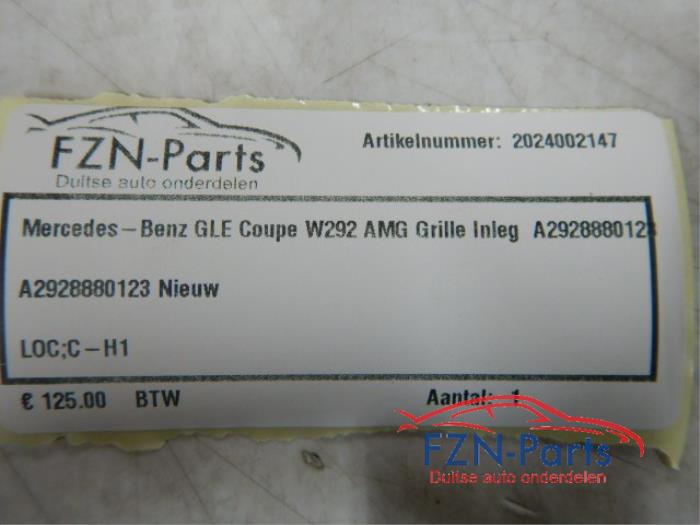 FZN-Parts
Duitse auto onderdelen
Artikelnummer: 2024002147
Mercedes-Benz GLE Coupe W292 AMG Grille Inleg A2928880123
A2928880123 Nieuw
LOC;C-H1
€ 125.00 BTW Aantal: 1
FZN-Parts
Duitse auto onderdelen